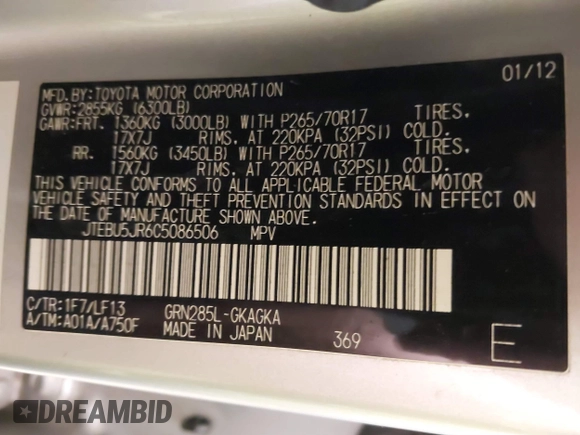 MFD.BY:TOYOTA MOTOR CORPORATION 01/12
GVWR:2855KG (6300LB)
GAWR:FRT. 1360KG (3000LB) WITH P265/70R17 TIRES,
17X7J RIMS, AT 220KPA (32PSI) COLD.
RR. 1560KG (3450LB) WITH P265/70R17 TIRES,
17X7J RIMS, AT 220KPA (32PSI) COLD.
THIS VEHICLE CONFORMS TO ALL APPLICABLE FEDERAL MOTOR
VEHICLE SAFETY AND THEFT PREVENTION STANDARDS IN EFFECT ON
THE DATE OF MANUFACTURE SHOWN ABOVE.
JTEBU5JR6C5086506 MPV
C/TR:1F7/LF13 GRN285L-GKAGKA
A/TM:A01A/A750F MADE IN JAPAN 369 E
DREAMBID